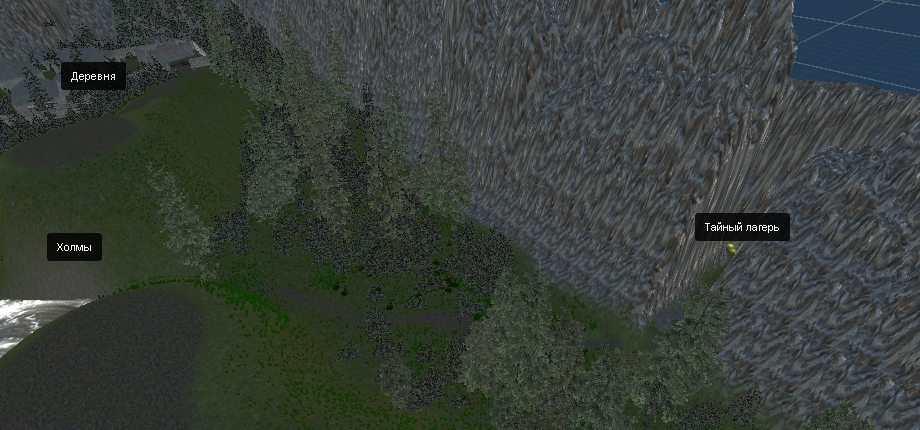 Деревня
Тайный лагерь
Холмы